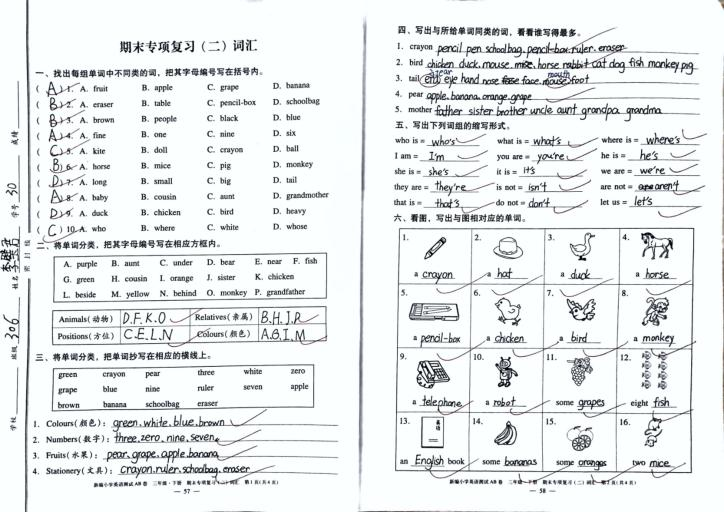 期末专项复习（二）词汇
一、找出每组单词中不同类的词，把其字母编号写在括号内。
( A ) 1. A. fruit B. apple C. grape D. banana
( B ) 2. A. eraser B. table C. pencil-box D. schoolbag
( B ) 3. A. brown B. people C. black D. blue
( A ) 4. A. fine B. one C. nine D. six
( C ) 5. A. kite B. doll C. crayon D. ball
( B ) 6. A. horse B. mice C. pig D. monkey
( D ) 7. A. long B. small C. big D. tail
( A ) 8. A. baby B. cousin C. aunt D. grandmother
( D ) 9. A. duck B. chicken C. bird D. heavy
( C ) 10. A. who B. where C. white D. whose
二、将单词分类，把其字母编号写在相应方框内。
A. purple B. aunt C. under D. bear E. near F. fish
G. green H. cousin I. orange J. sister K. chicken
L. beside M. yellow N. behind O. monkey P. grandfather
Animals(动物) D.F.K.O Relatives(亲属) B.H.J.P
Positions(方位) C.E.L.N Colours(颜色) A.G.I.M
三、将单词分类，把单词抄写在相应的横线上。
green crayon pear three white zero
grape blue nine ruler seven apple
brown banana schoolbag eraser
1. Colours(颜色)： green.white.blue.brown
2. Numbers(数字)： three.zero.nine.seven
3. Fruits(水果)： pear.grape.apple.banana
4. Stationery(文具)： crayon.ruler.schoolbag.eraser
新编小学英语测试AB卷 三年级·下册 期末专项复习(二)词汇 第1页(共4页)
— 57 —
学校
班级 306
姓名
学号 30
成绩
密封线
四、写出与所给单词同类的词，看看谁写得最多。
1. crayon pencil pen schoolbag.pencil-box.ruler.eraser
2. bird chicken duck.mouse.mice.horse rabbit cat dog fish monkey pig
3. tail ear eye hand nose face mouth foot
4. pear apple.banana.orange.grape
5. mother father sister brother uncle aunt grandpa grandma
五、写出下列词组的缩写形式。
who is = who's what is = what's where is = where's
I am = I'm you are = you're he is = he's
she is = she's it is = it's we are = we're
they are = they're is not = isn't are not = aren't
that is = that's do not = don't let us = let's
六、看图，写出与图相对应的单词。
1. 2. 3. 4.
a crayon a hat a duck a horse
5. 6. 7. 8.
a pencil-box a chicken a bird a monkey
9. 10. 11. 12.
a telephone a robot some grapes eight fish
13. 14. 15. 16.
英语
an English book some bananas some oranges two mice
新编小学英语测试AB卷 三年级·下册 期末专项复习(二)词汇 第2页(共4页)
— 58 —